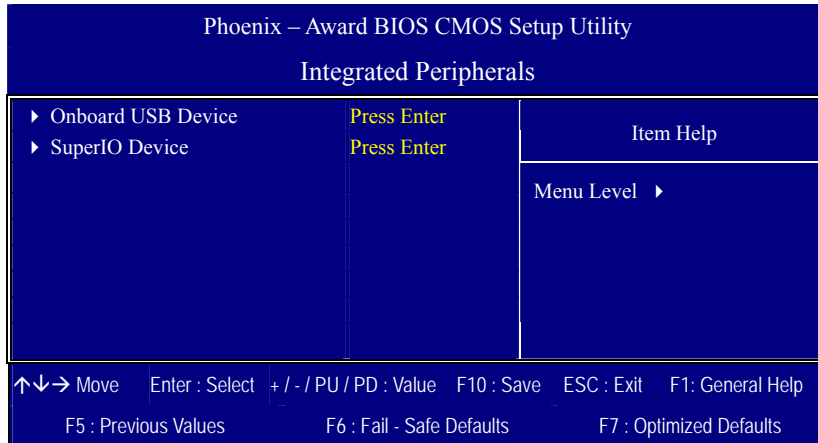 Phoenix – Award BIOS CMOS Setup Utility
Integrated Peripherals
▸ Onboard USB Device Press Enter
▸ SuperIO Device Press Enter
Item Help
Menu Level ▸
↑↓→ Move Enter : Select + / - / PU / PD : Value F10 : Save ESC : Exit F1: General Help
F5 : Previous Values F6 : Fail - Safe Defaults F7 : Optimized Defaults